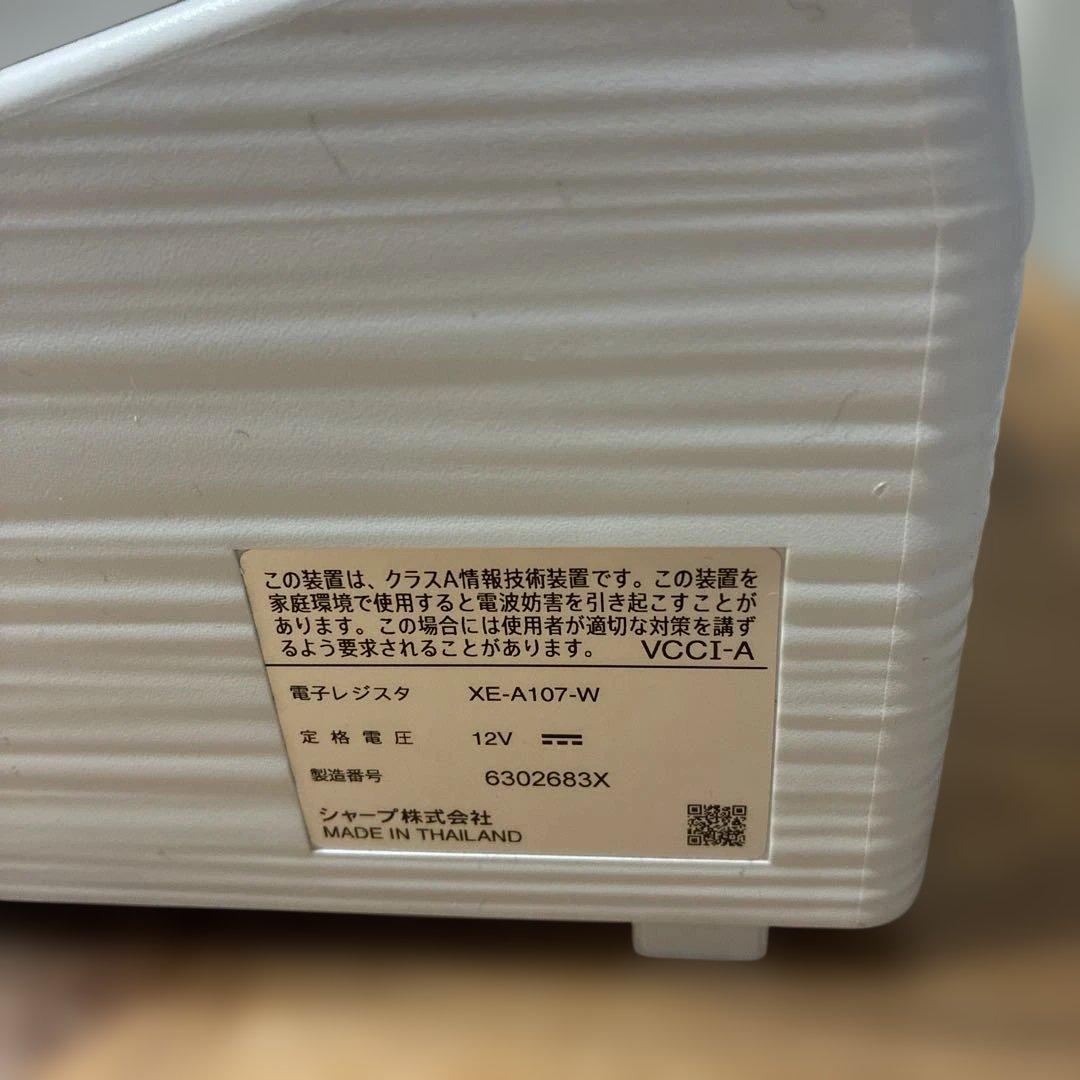 この装置は、クラスA情報技術装置です。この装置を
家庭環境で使用すると電波妨害を引き起こすことが
あります。この場合には使用者が適切な対策を講ず
るよう要求されることがあります。 VCCI-A
電子レジスタ XE-A107-W
定格電圧 12V
製造番号 6302683X
シャープ株式会社
MADE IN THAILAND